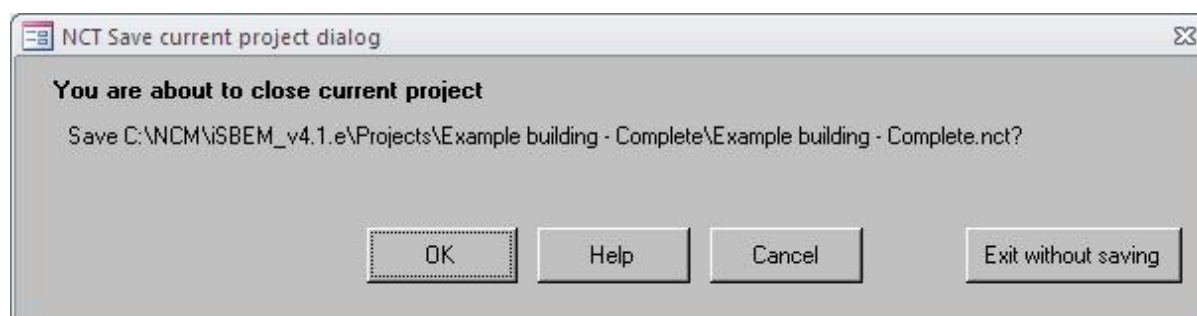 NCT Save current project dialog
You are about to close current project
Save C:\NCM\iSBEM_v4.1.e\Projects\Example building - Complete\Example building - Complete.nct?
OK Help Cancel Exit without saving